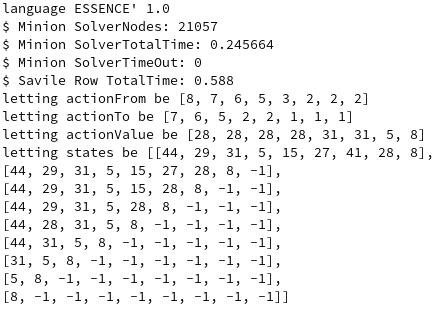 language ESSENCE' 1.0
$ Minion SolverNodes: 21057
$ Minion SolverTotalTime: 0.245664
$ Minion SolverTimeOut: 0
$ Savile Row TotalTime: 0.588
letting actionFrom be [8, 7, 6, 5, 3, 2, 2, 2]
letting actionTo be [7, 6, 5, 2, 2, 1, 1, 1]
letting actionValue be [28, 28, 28, 28, 31, 31, 5, 8]
letting states be [[44, 29, 31, 5, 15, 27, 41, 28, 8],
[44, 29, 31, 5, 15, 27, 28, 8, -1],
[44, 29, 31, 5, 15, 28, 8, -1, -1],
[44, 29, 31, 5, 28, 8, -1, -1, -1],
[44, 28, 31, 5, 8, -1, -1, -1, -1],
[44, 31, 5, 8, -1, -1, -1, -1, -1],
[31, 5, 8, -1, -1, -1, -1, -1, -1],
[5, 8, -1, -1, -1, -1, -1, -1, -1],
[8, -1, -1, -1, -1, -1, -1, -1, -1]]